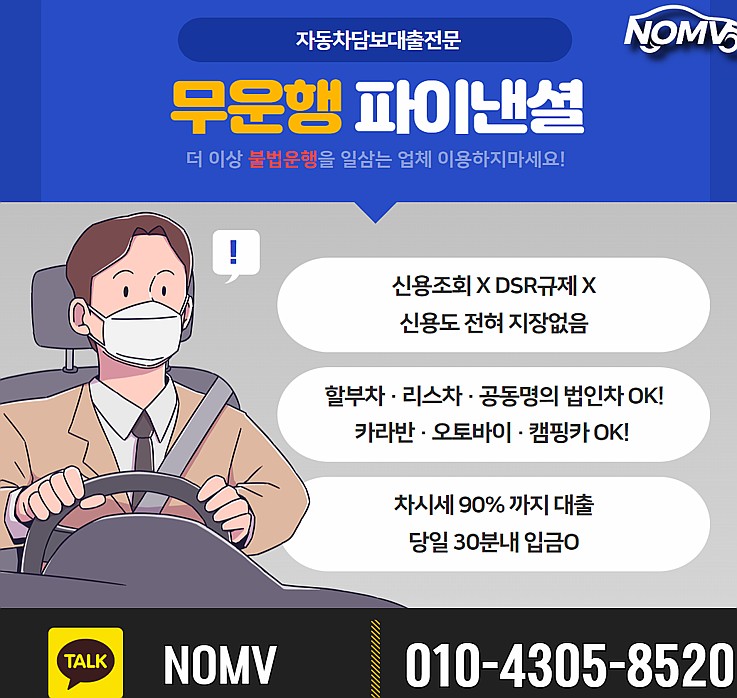 자동차담보대출전문
NOMV
무운행 파이낸셜
더 이상 불법운행을 일삼는 업체 이용하지마세요!
!
신용조회 X DSR규제 X
신용도 전혀 지장없음
할부차 · 리스차 · 공동명의 법인차 OK!
카라반 · 오토바이 · 캠핑카 OK!
차시세 90% 까지 대출
당일 30분내 입금O
TALK NOMV 010-4305-8520